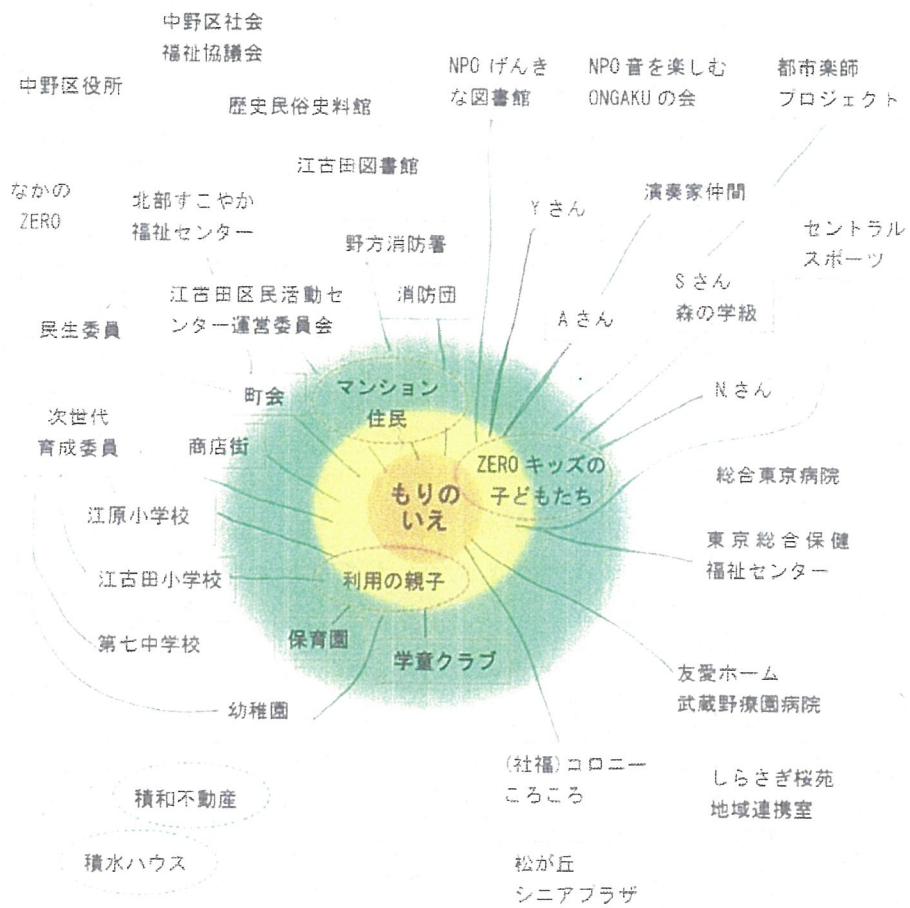 中野区社会
福祉協議会
中野区役所
NPO げんき
な図書館
NPO 音を楽しむ
ONGAKU の会
都市楽師
プロジェクト
歴史民俗史料館
江古田図書館
なかの
ZERO
北部すこやか
福祉センター
Y さん
演奏家仲間
野方消防署
セントラル
スポーツ
江古田区民活動セ
ンター運営委員会
消防団
S さん
森の学級
A さん
民生委員
マンション
住民
町会
N さん
次世代
育成委員
商店街
ZERO キッズの
子どもたち
もりの
いえ
総合東京病院
江原小学校
東京総合保健
福祉センター
江古田小学校
利用の親子
第七中学校
保育園
学童クラブ
友愛ホーム
武蔵野療園病院
幼稚園
(社福)コロニー
ころころ
しらさぎ桜苑
地域連携室
積和不動産
積水ハウス
松が丘
シニアプラザ